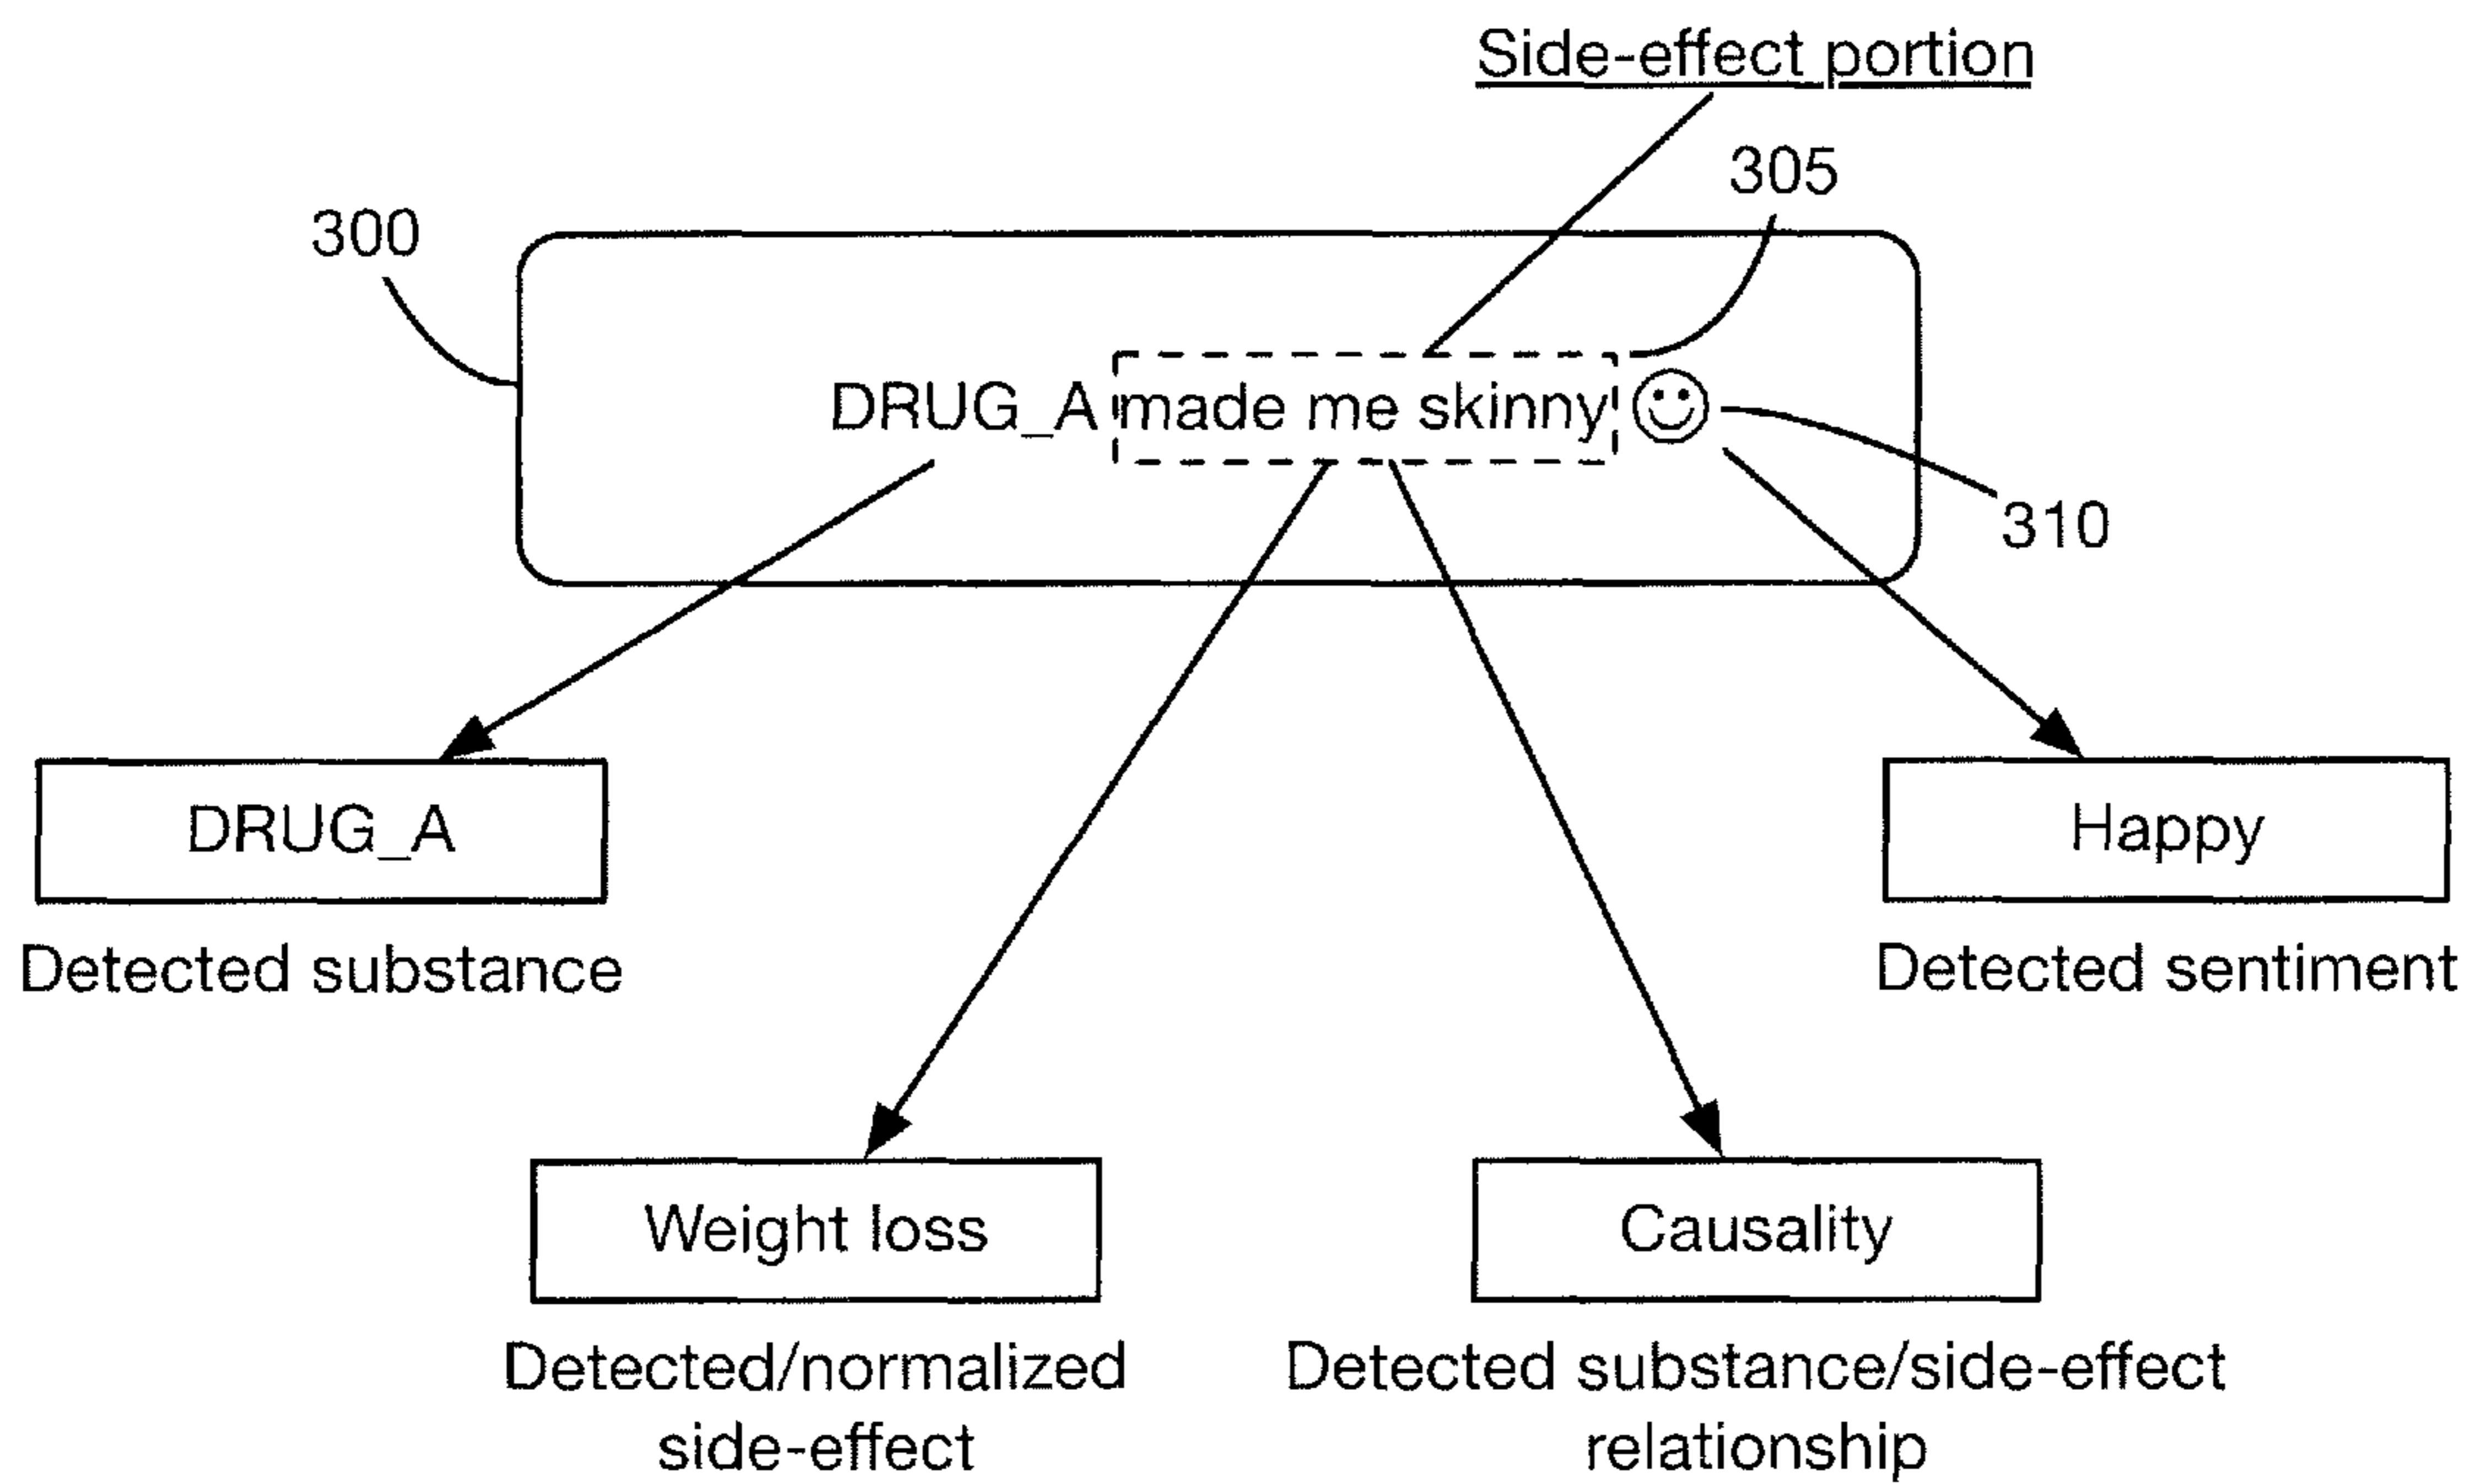 Side-effect portion
305
300
DRUG_A made me skinny
310
DRUG_A
Happy
Detected substance
Detected sentiment
Weight loss
Causality
Detected/normalized
side-effect
Detected substance/side-effect
relationship